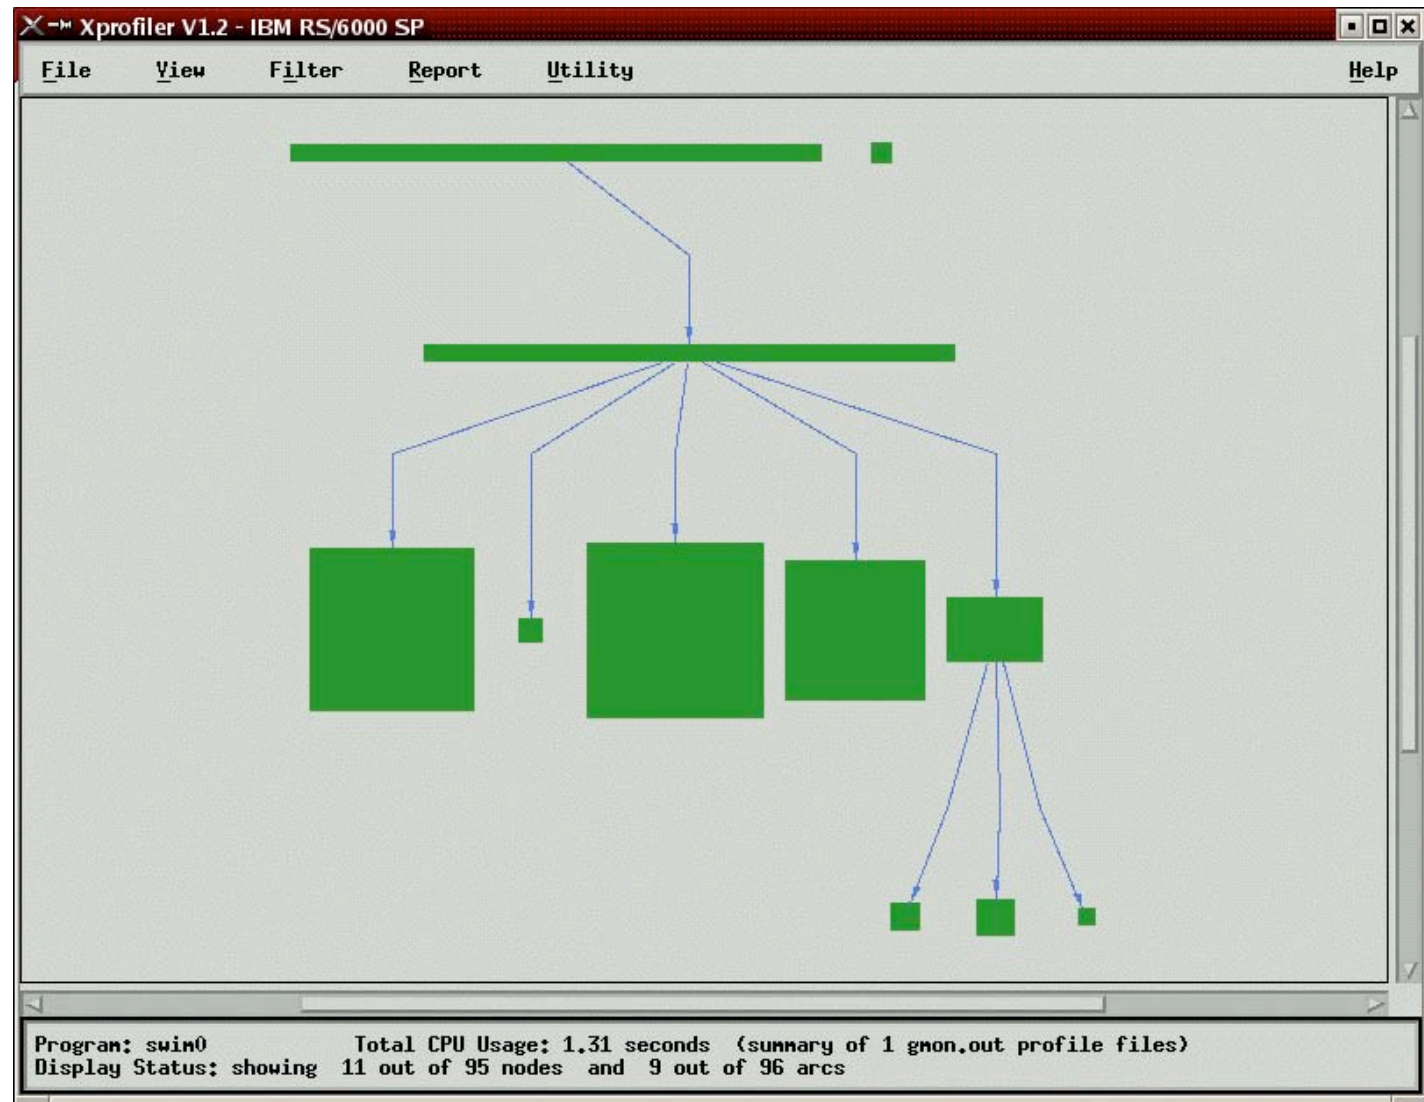 Xprofiler V1.2 - IBM RS/6000 SP
File View Filter Report Utility Help
Program: swim0 Total CPU Usage: 1.31 seconds (summary of 1 gmon.out profile files)
Display Status: showing 11 out of 95 nodes and 9 out of 96 arcs